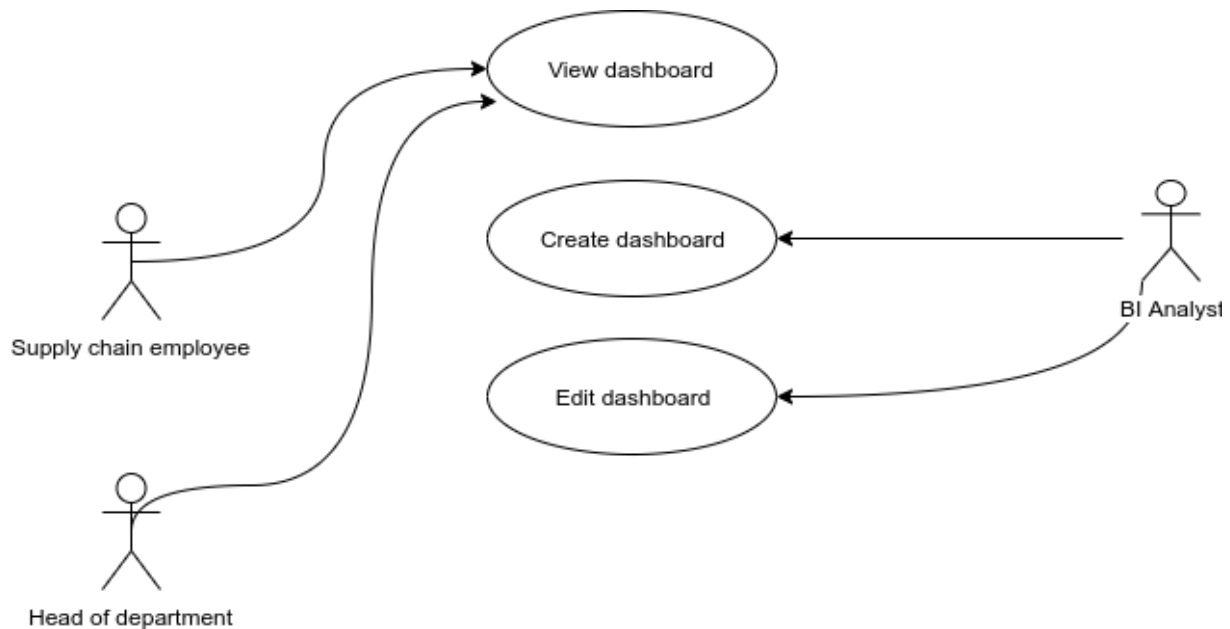 View dashboard
Create dashboard
BI Analyst
Supply chain employee
Edit dashboard
Head of department